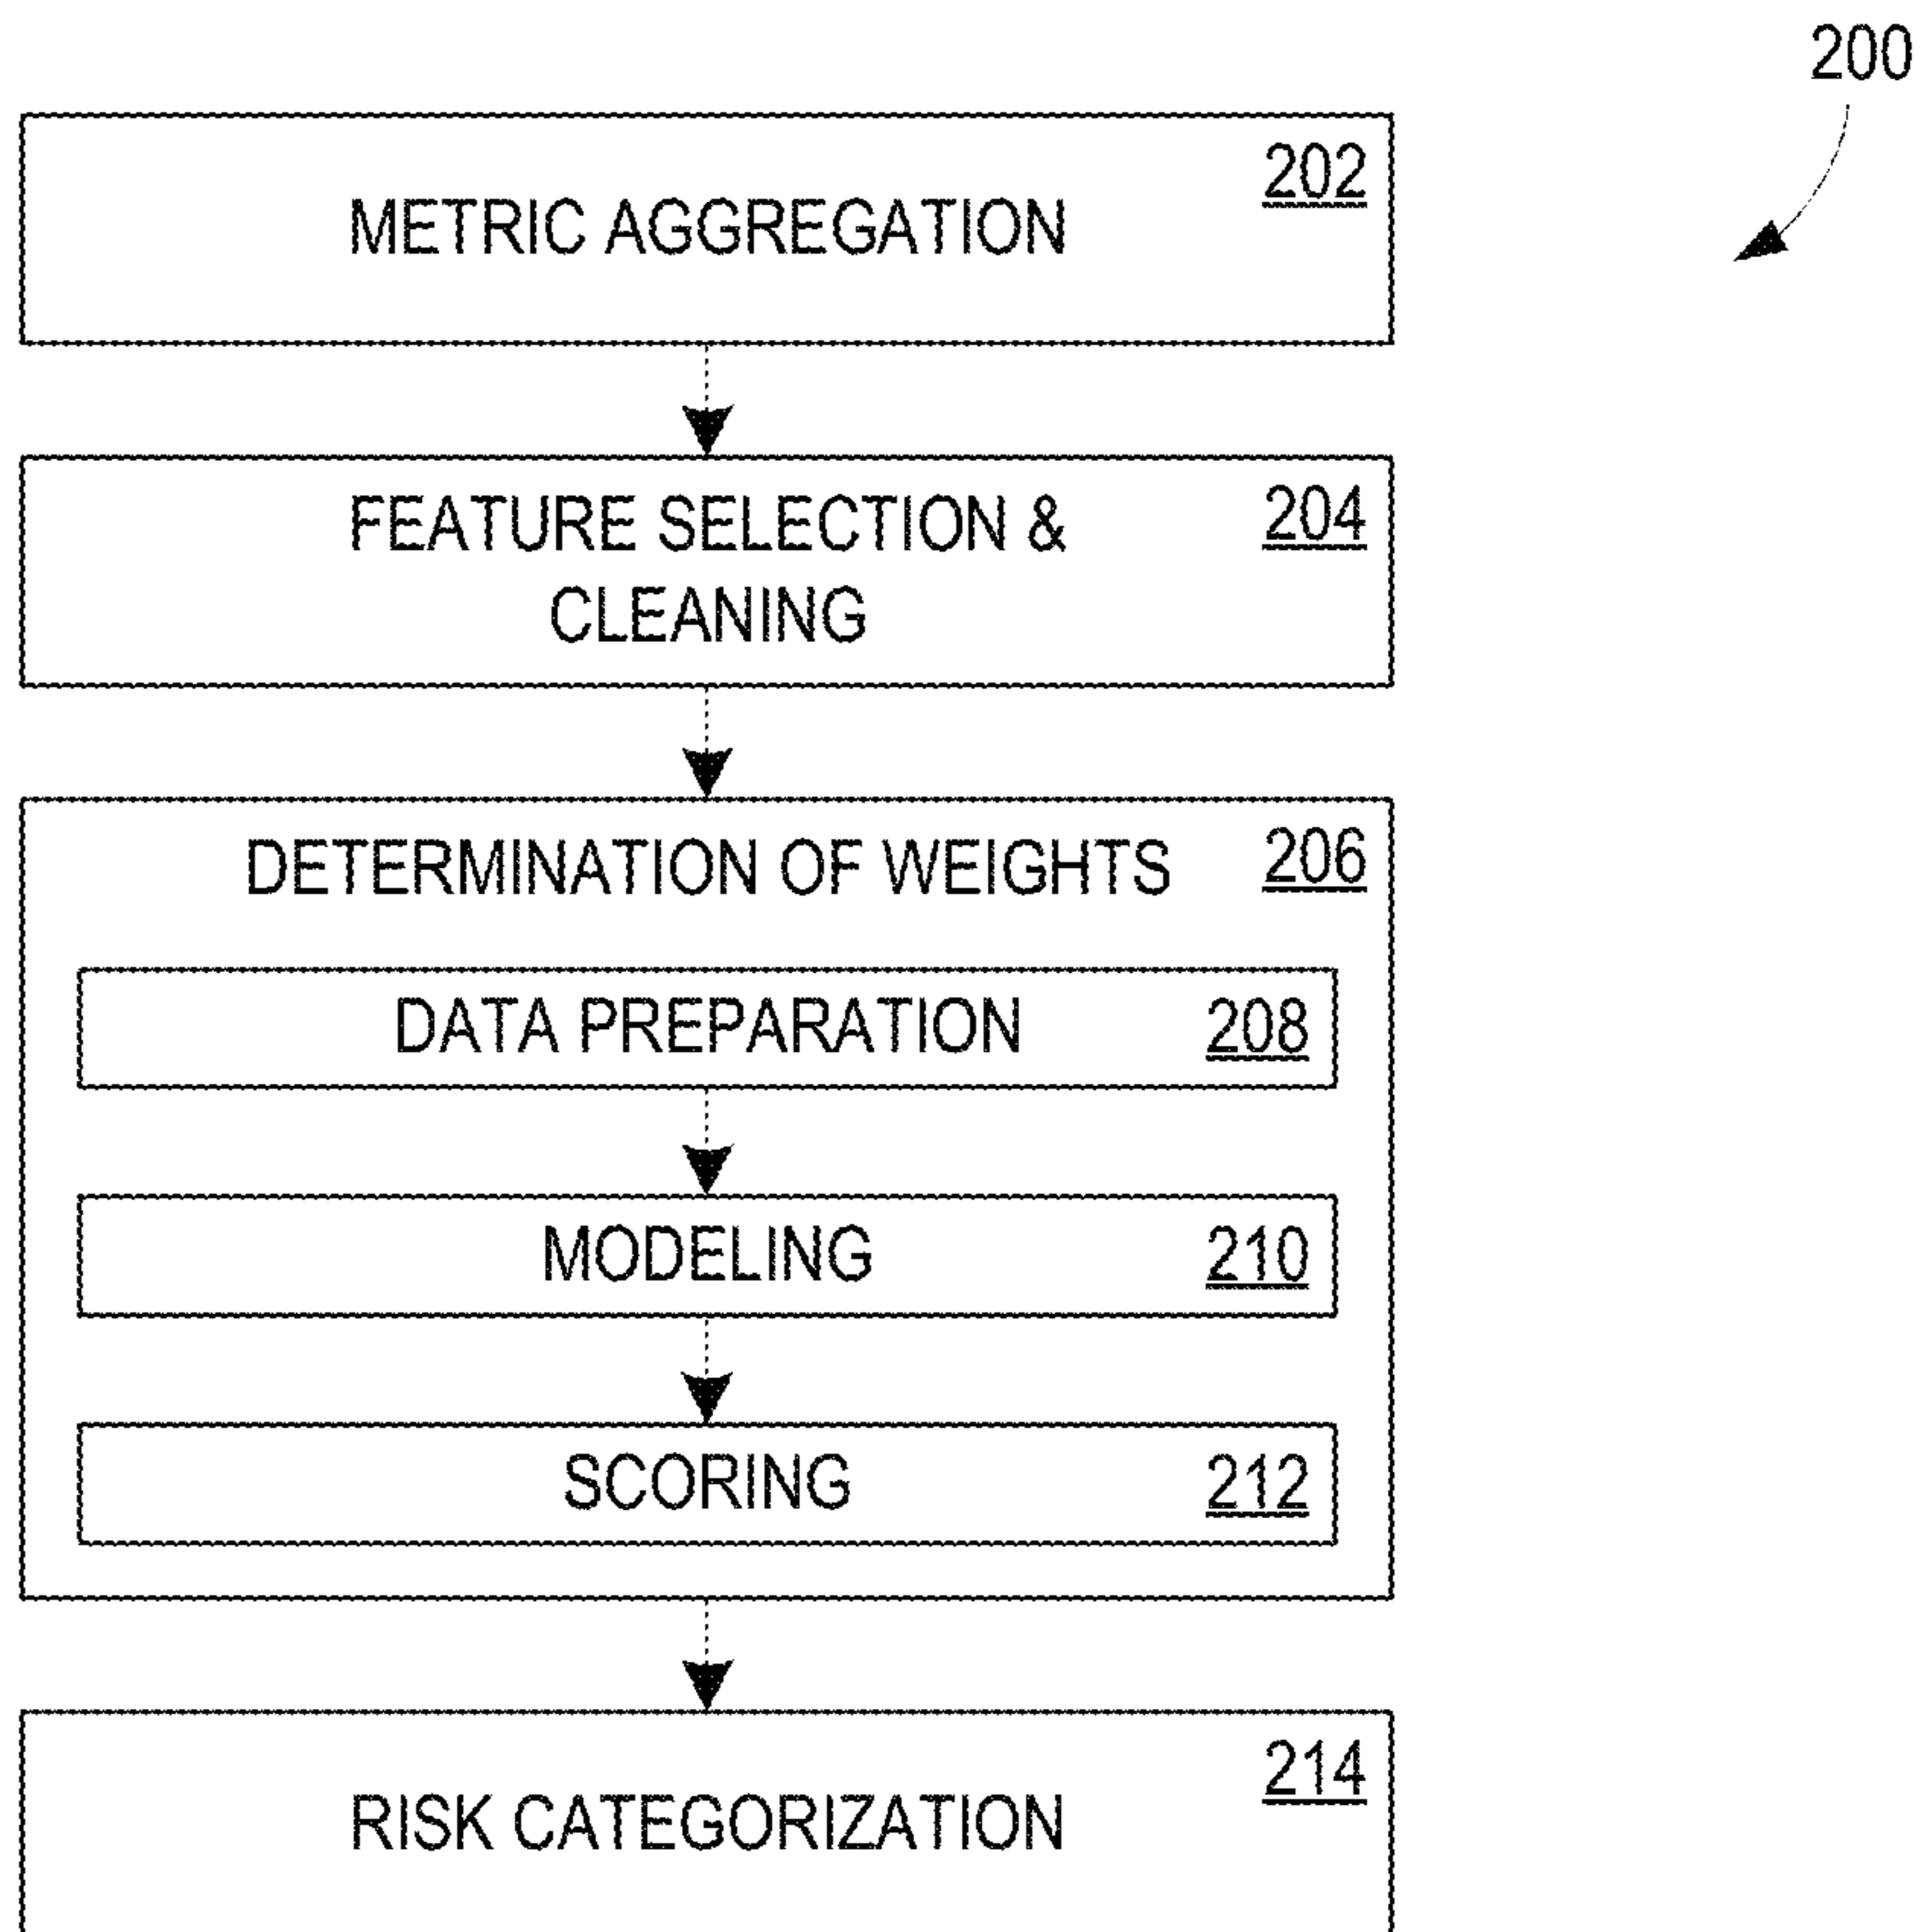 200
202
METRIC AGGREGATION
204
FEATURE SELECTION &
CLEANING
DETERMINATION OF WEIGHTS 206
DATA PREPARATION 208
MODELING 210
SCORING 212
214
RISK CATEGORIZATION